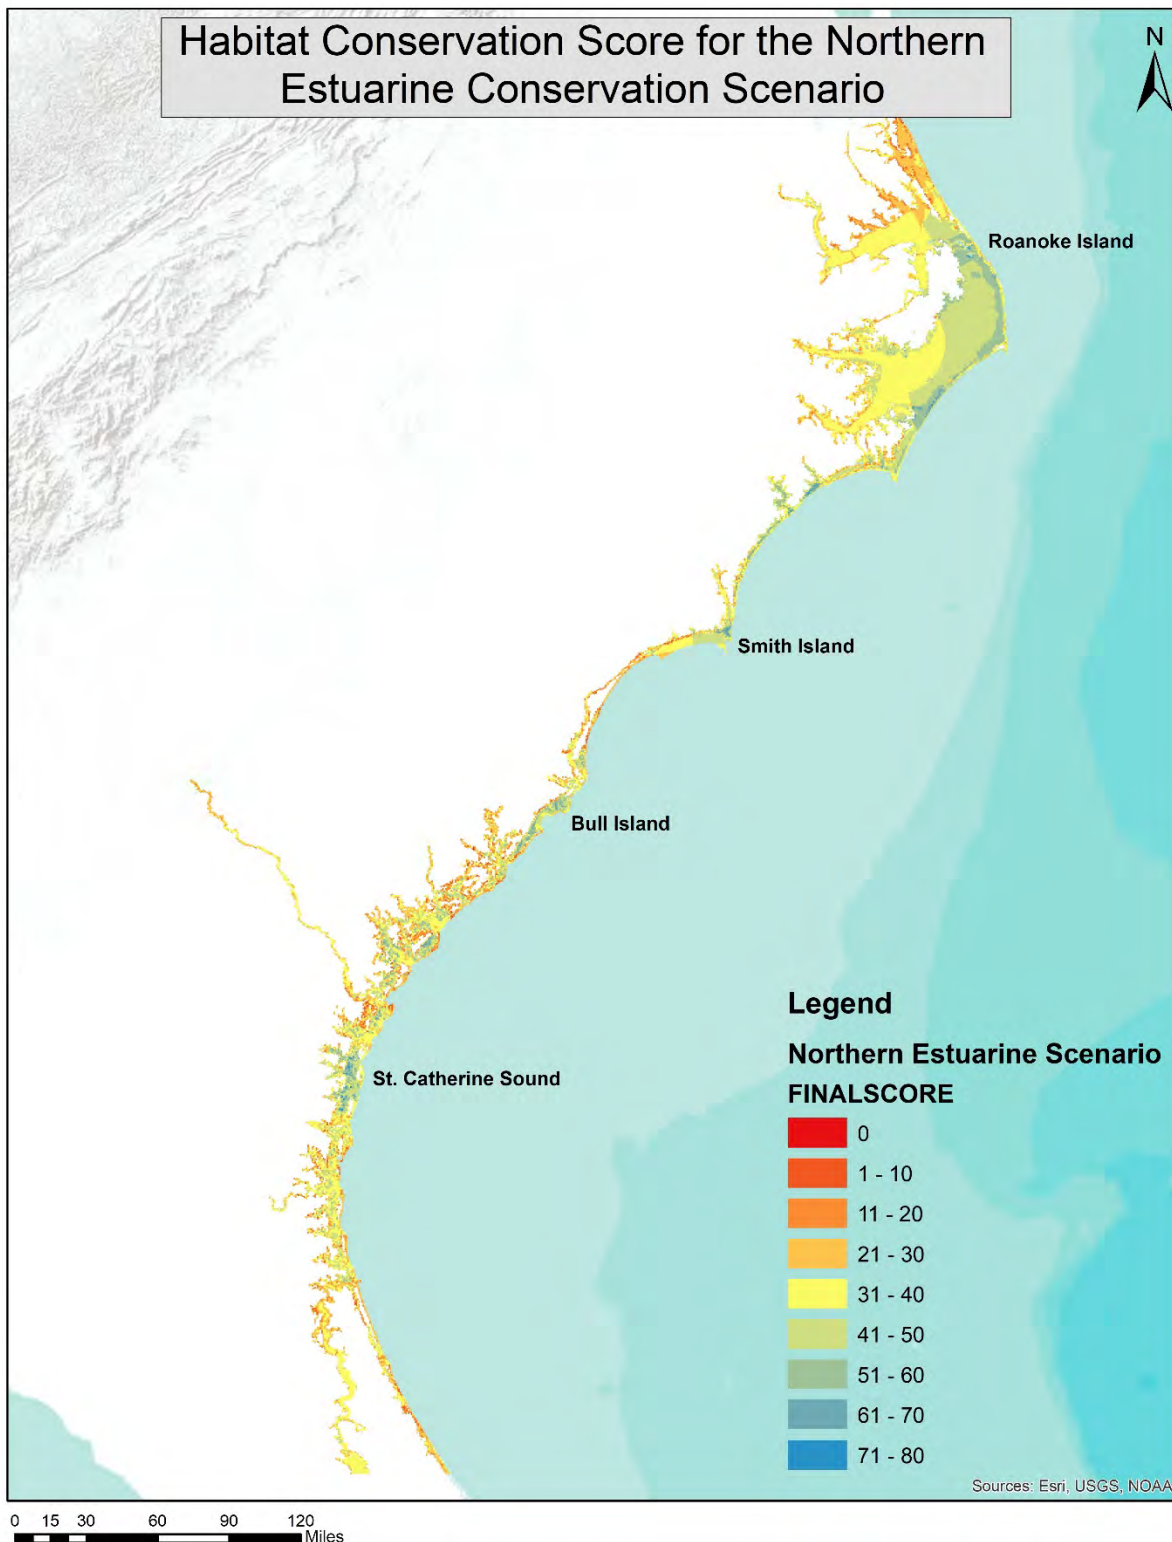 Habitat Conservation Score for the Northern
Estuarine Conservation Scenario
N
Roanoke Island
Smith Island
Bull Island
St. Catherine Sound
Legend
Northern Estuarine Scenario
FINALSCORE
0
1 - 10
11 - 20
21 - 30
31 - 40
41 - 50
51 - 60
61 - 70
71 - 80
Sources: Esri, USGS, NOAA
0 15 30 60 90 120
Miles